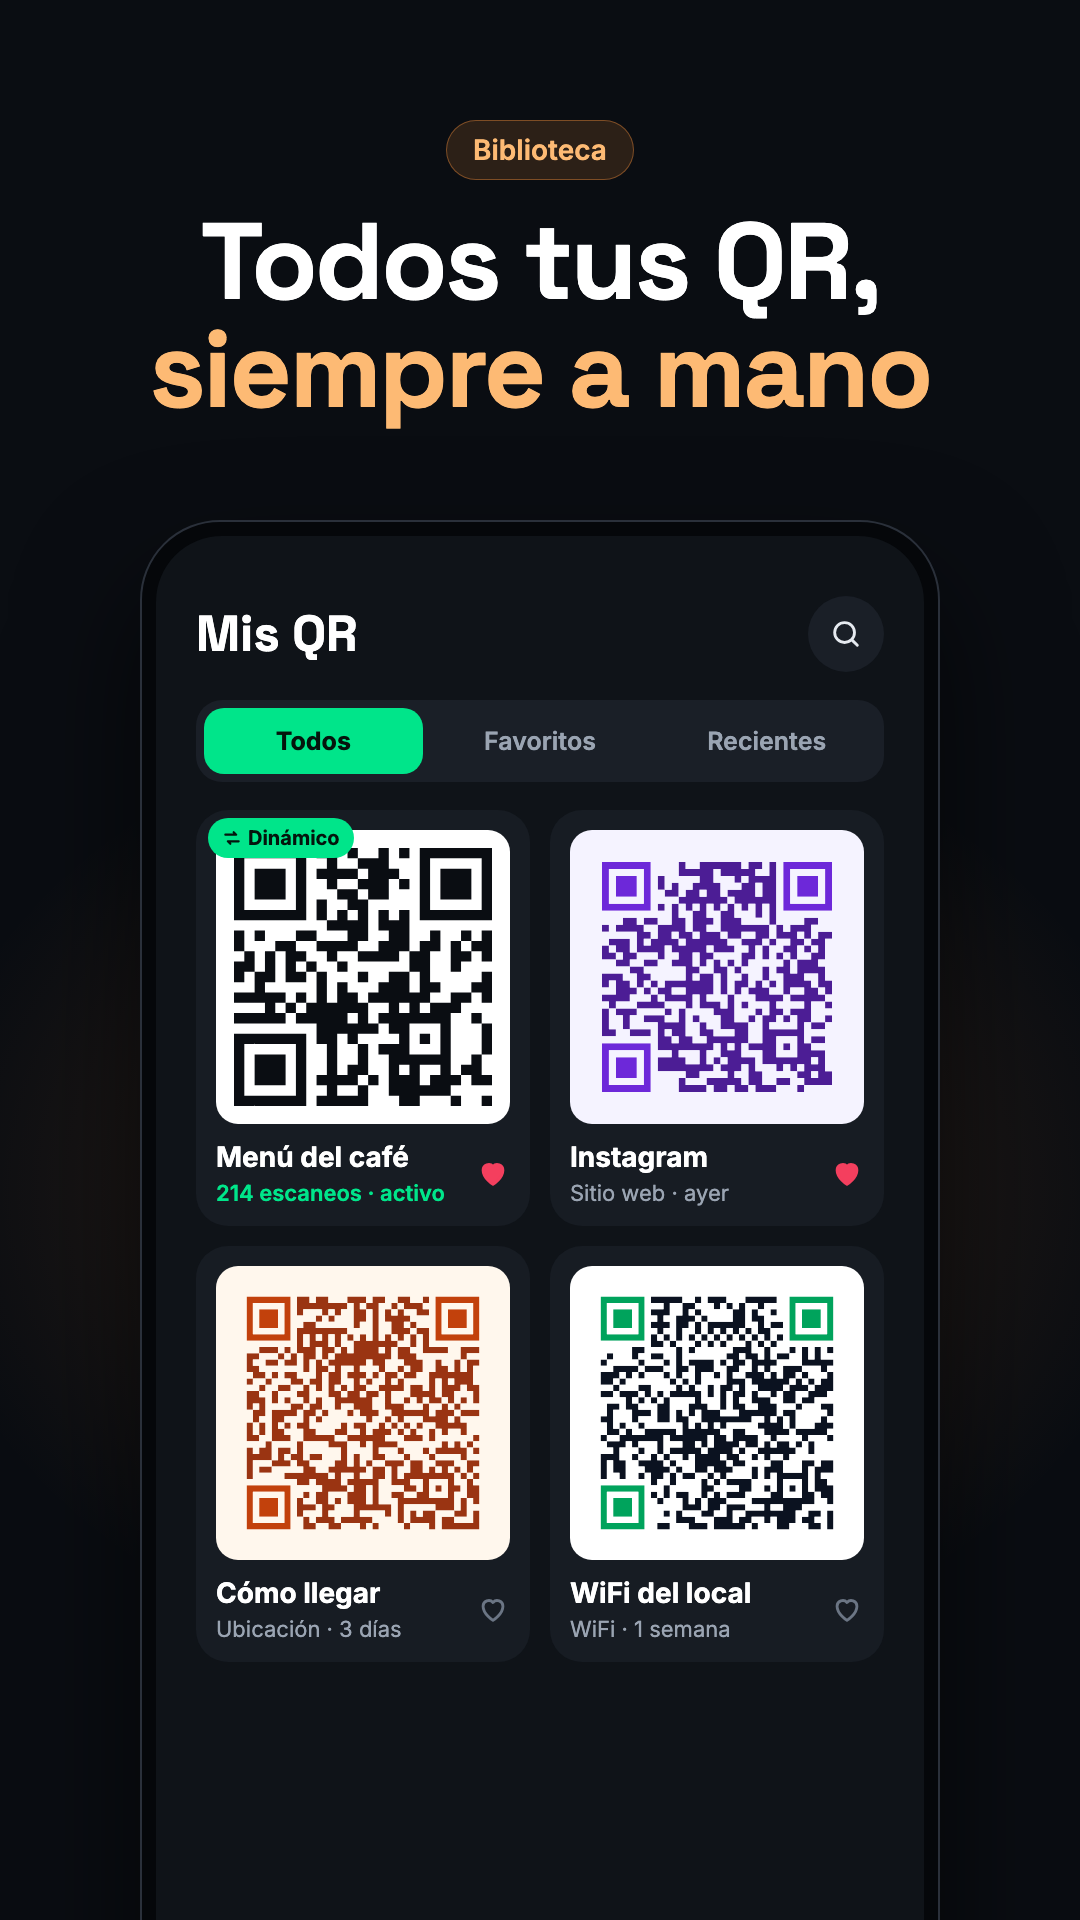 Biblioteca
Todos tus QR,
siempre a mano
Mis QR
Todos
Favoritos
Recientes
Dinámico
Menú del café
214 escaneos · activo
Instagram
Sitio web · ayer
Cómo llegar
Ubicación · 3 días
WiFi del local
WiFi · 1 semana